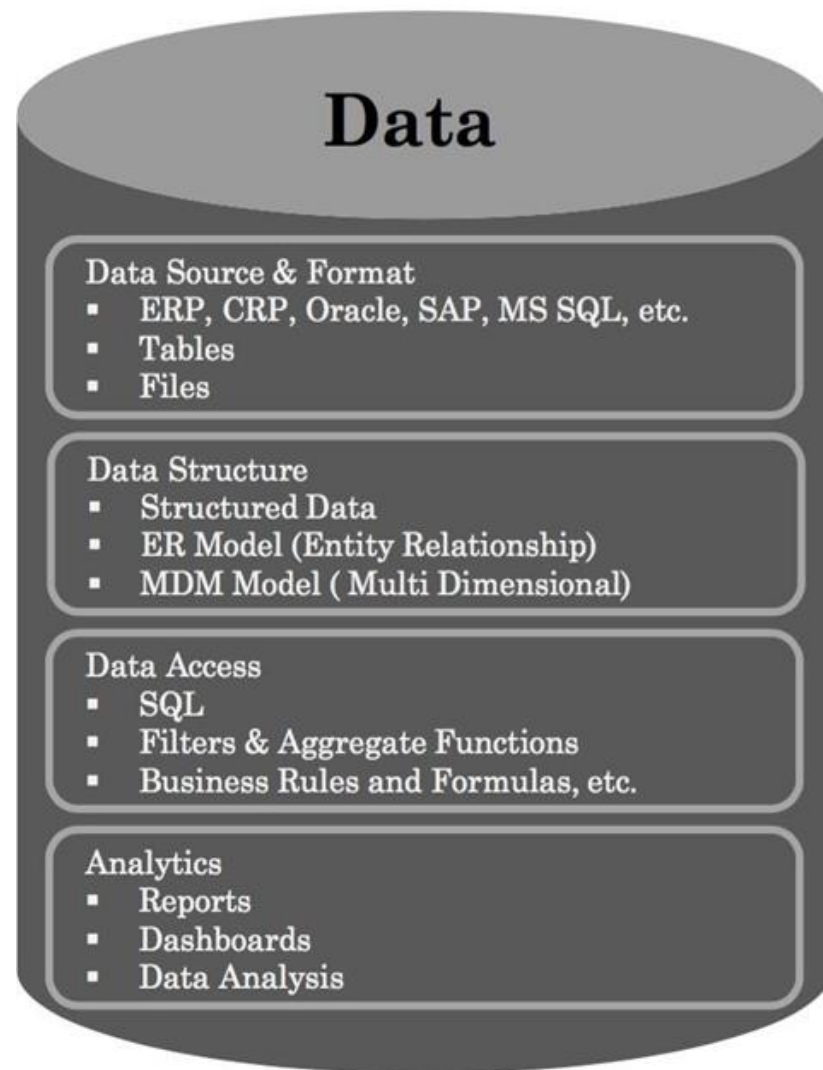 Data
Data Source & Format
▪ ERP, CRP, Oracle, SAP, MS SQL, etc.
▪ Tables
▪ Files
Data Structure
▪ Structured Data
▪ ER Model (Entity Relationship)
▪ MDM Model ( Multi Dimensional)
Data Access
▪ SQL
▪ Filters & Aggregate Functions
▪ Business Rules and Formulas, etc.
Analytics
▪ Reports
▪ Dashboards
▪ Data Analysis